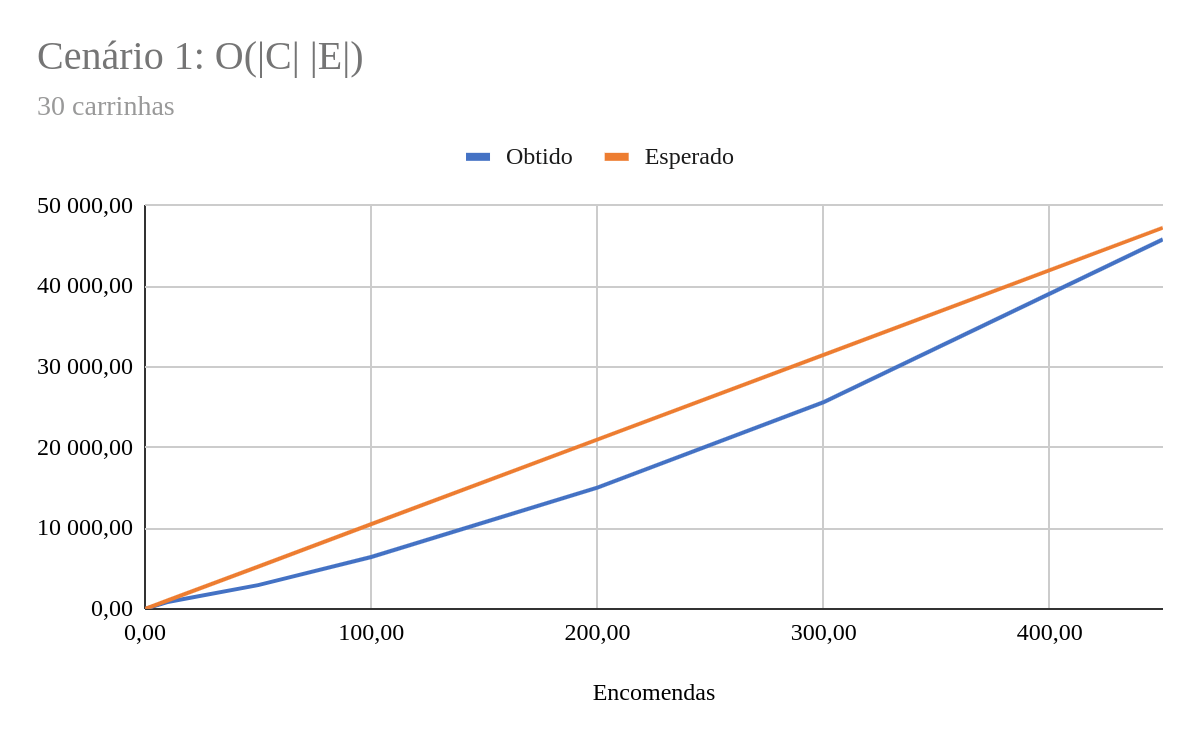 Cenário 1: O(|C| |E|)
30 carrinhas
Obtido Esperado
50 000,00
40 000,00
30 000,00
20 000,00
10 000,00
0,00
0,00 100,00 200,00 300,00 400,00
Encomendas